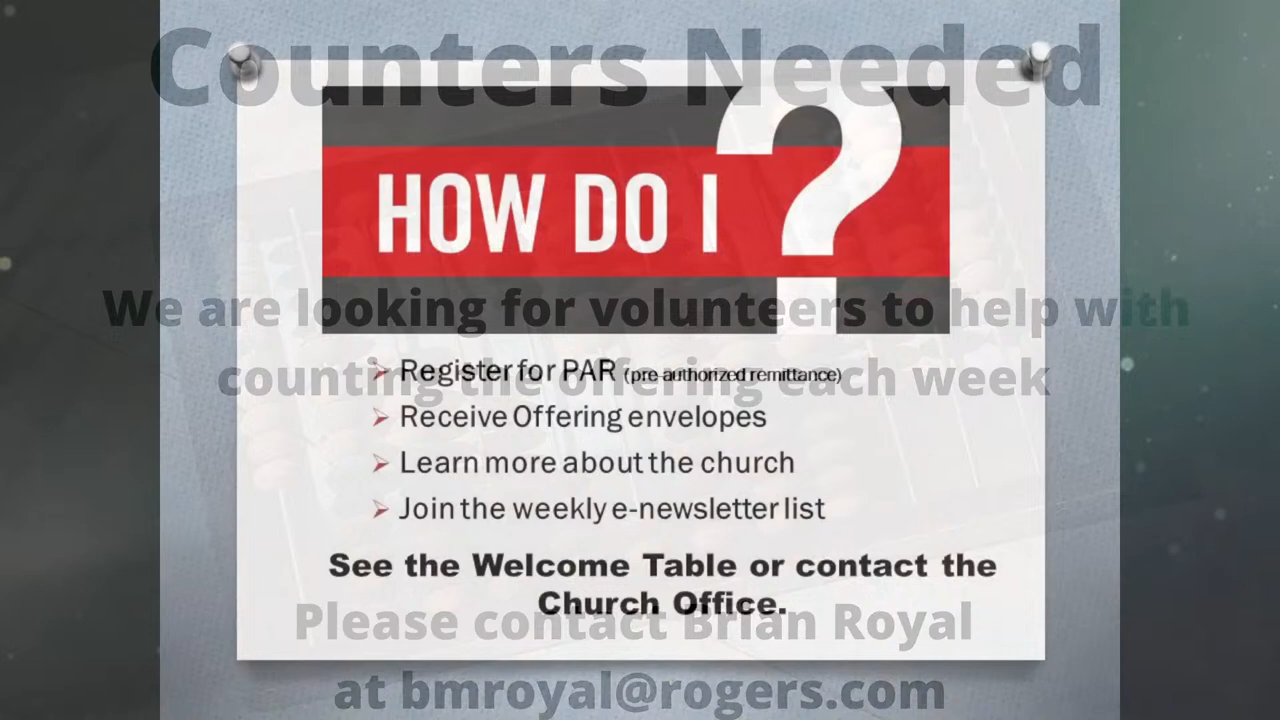 Counters Needed
HOW DO I ?
We are looking for volunteers to help with
counting the offering each week
➢ Register for PAR (pre-authorized remittance)
➢ Receive Offering envelopes
➢ Learn more about the church
➢ Join the weekly e-newsletter list
See the Welcome Table or contact the
Church Office.
Please contact Brian Royal
at bmroyal@rogers.com